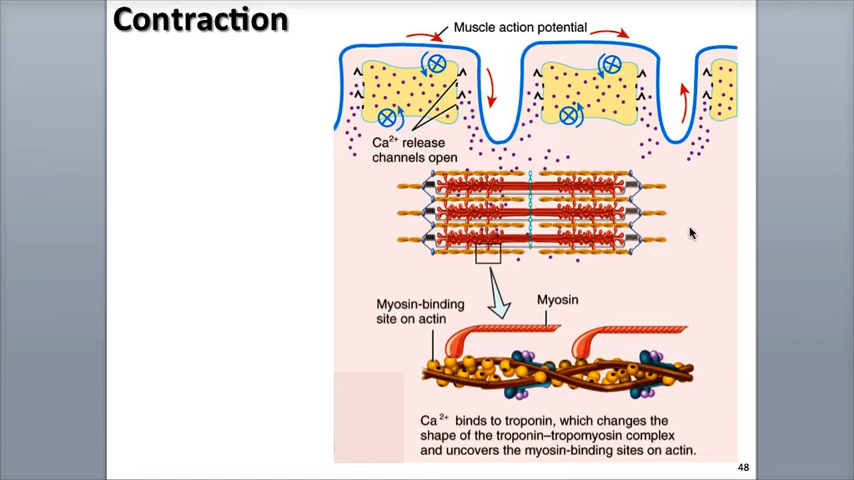 Contraction
Muscle action potential
Ca²⁺ release
channels open
Myosin-binding
site on actin
Myosin
Ca²⁺ binds to troponin, which changes the
shape of the troponin–tropomyosin complex
and uncovers the myosin-binding sites on actin.
48